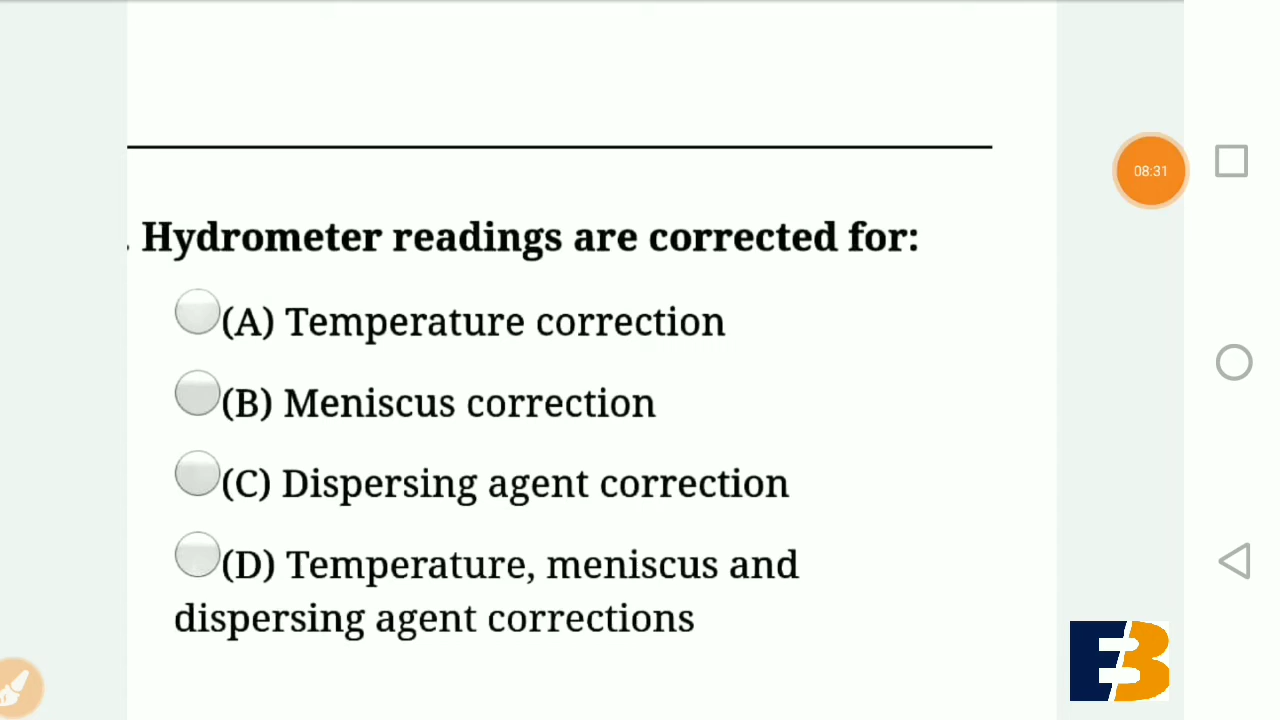 08:31
. Hydrometer readings are corrected for:
(A) Temperature correction
(B) Meniscus correction
(C) Dispersing agent correction
(D) Temperature, meniscus and
dispersing agent corrections
EB